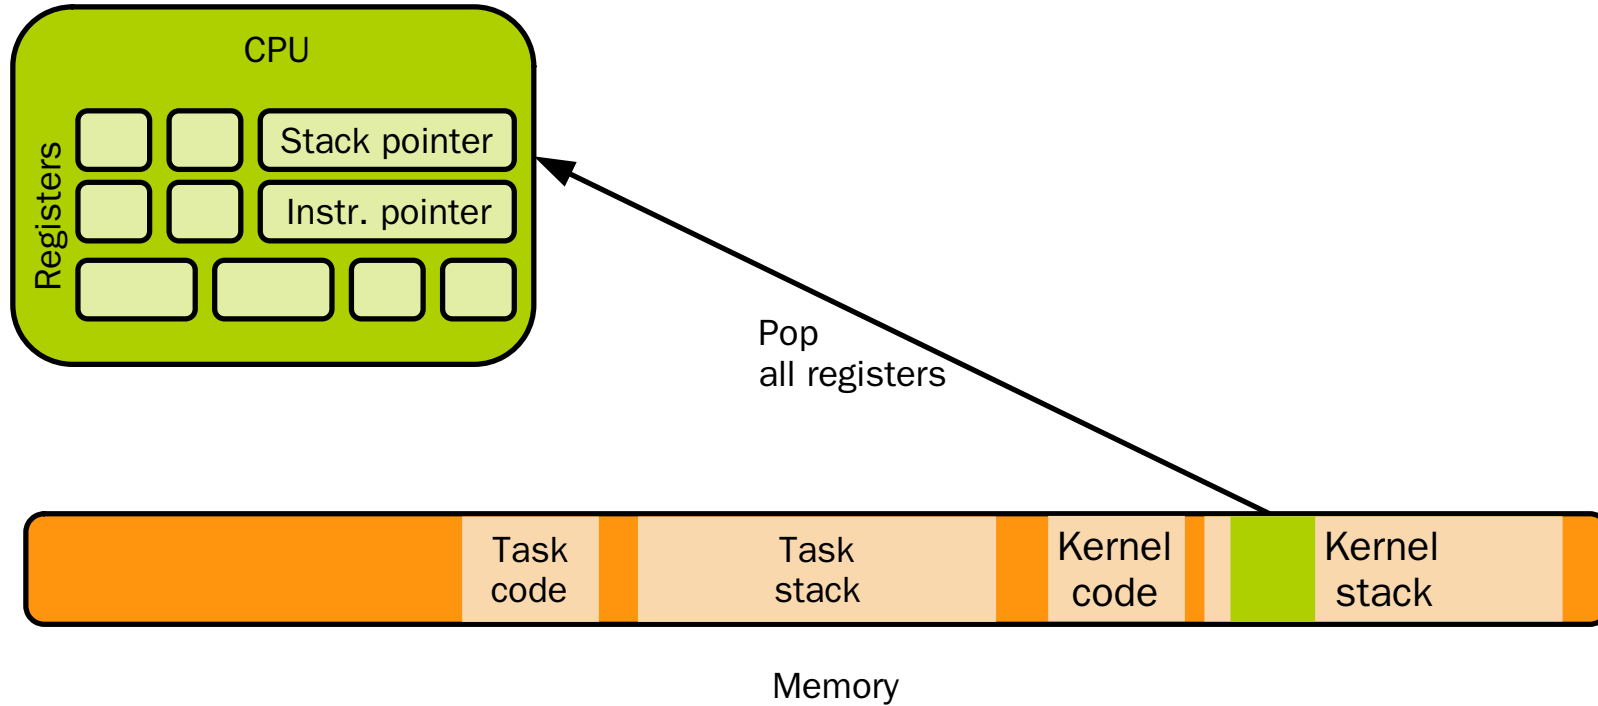 CPU
Registers
Stack pointer
Instr. pointer
Pop
all registers
Task
code
Task
stack
Kernel
code
Kernel
stack
Memory